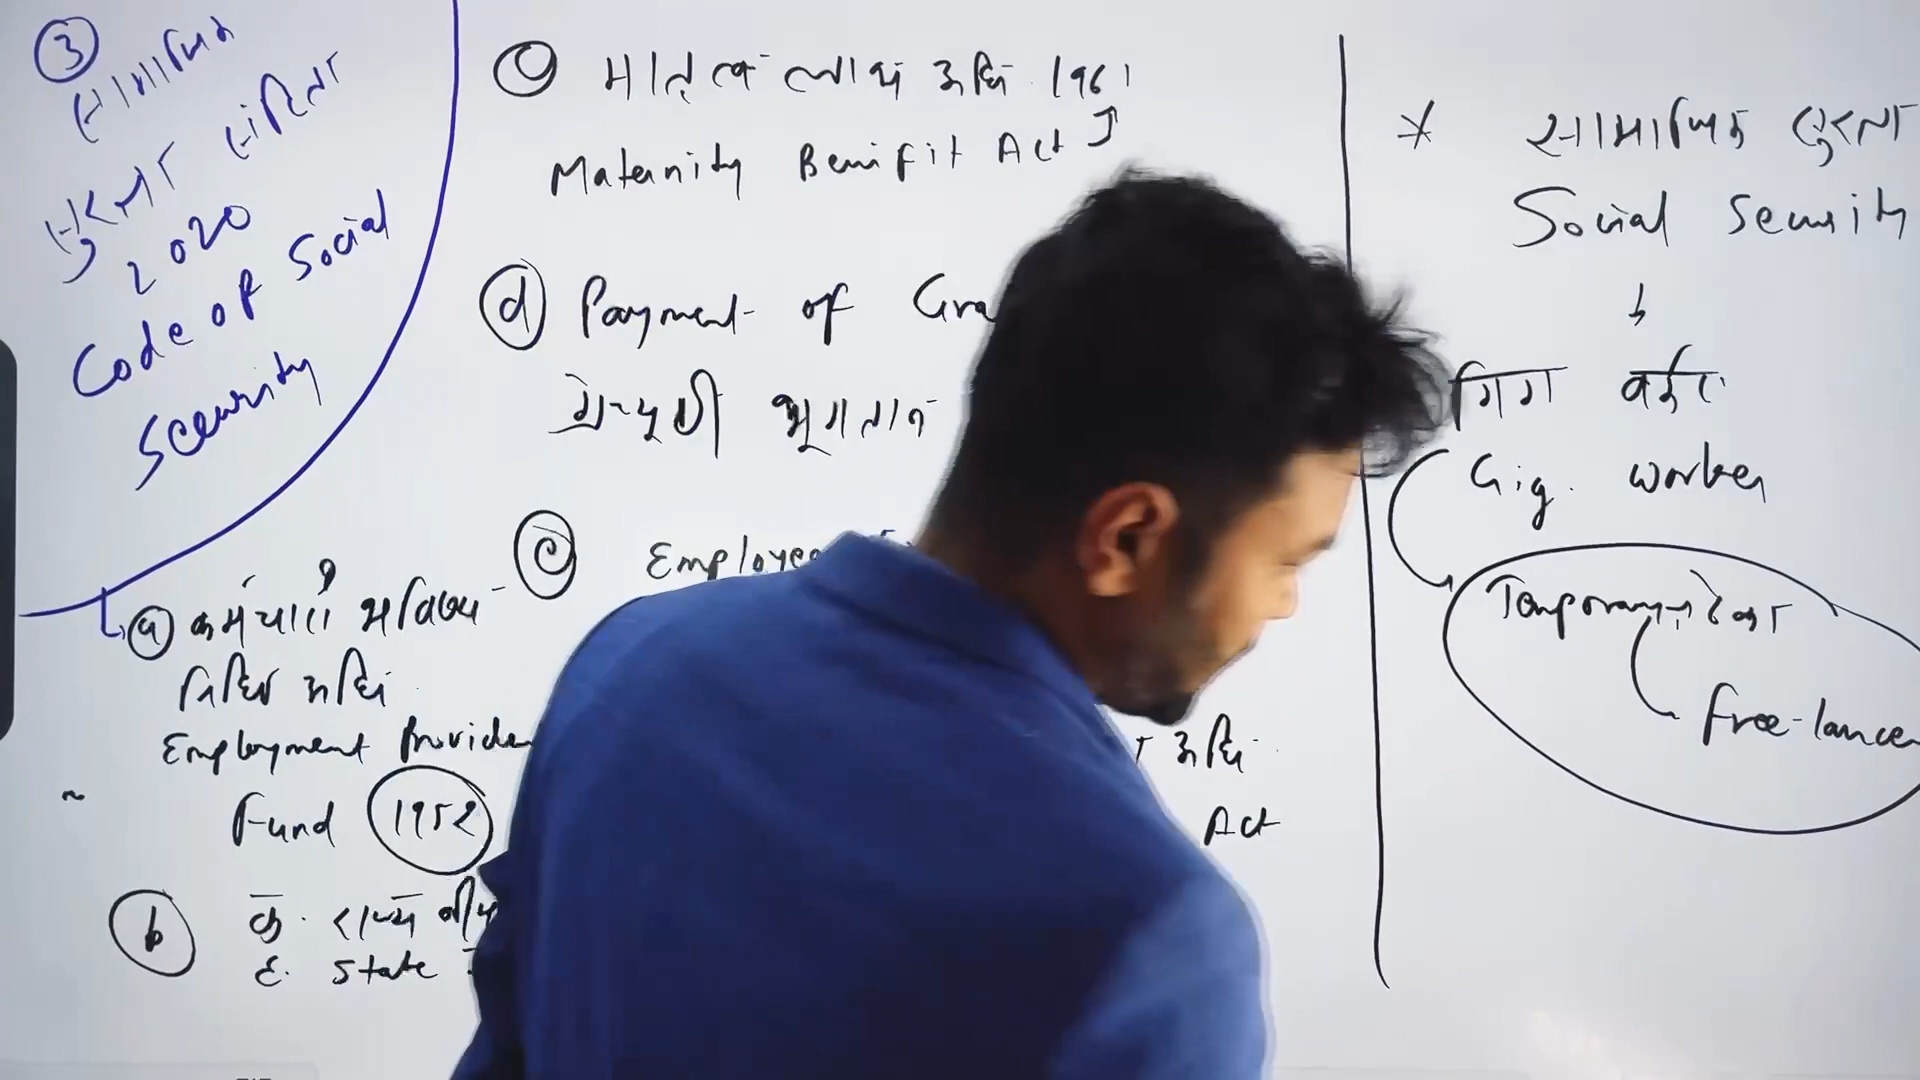 ③ सामाजिक
सुरक्षा संहिता
2020
Code of Social
Security
ⓐ कर्मचारी भविष्य
निधि अधि
Employment Provide
Fund 1952
ⓑ क. राज्य बीम
E. State
ⓒ मातृत्व लाभ अधि. 1961
Maternity Benifit Act
ⓓ Payment of Gra
ग्रेच्युटी भुगतान
ⓔ Employee
अधि.
Act
* सामाजिक सुरक्षा
Social Security
गिग वर्कर
Gig. worker
Temporary ठेका
free-lancer